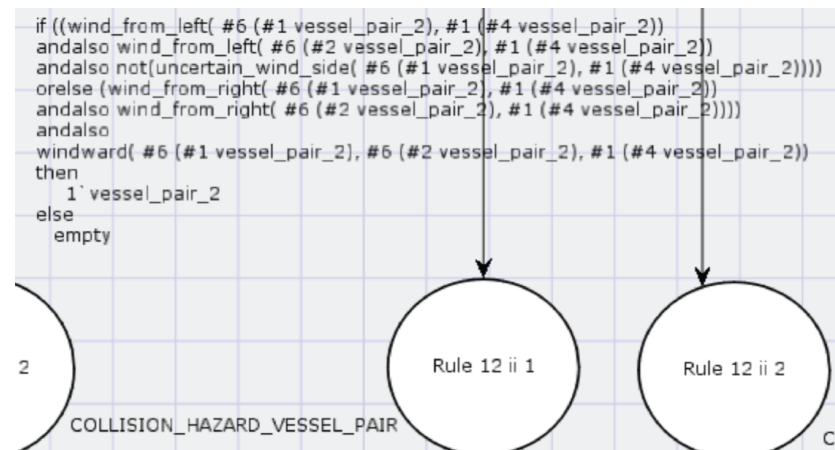 if ((wind_from_left( #6 (#1 vessel_pair_2), #1 (#4 vessel_pair_2))
andalso wind_from_left( #6 (#2 vessel_pair_2), #1 (#4 vessel_pair_2))
andalso not(uncertain_wind_side( #6 (#1 vessel_pair_2), #1 (#4 vessel_pair_2))))
orelse (wind_from_right( #6 (#1 vessel_pair_2), #1 (#4 vessel_pair_2))
andalso wind_from_right( #6 (#2 vessel_pair_2), #1 (#4 vessel_pair_2))))
andalso
windward( #6 (#1 vessel_pair_2), #6 (#2 vessel_pair_2), #1 (#4 vessel_pair_2))
then
1`vessel_pair_2
else
empty
2
Rule 12 ii 1
Rule 12 ii 2
COLLISION_HAZARD_VESSEL_PAIR
C